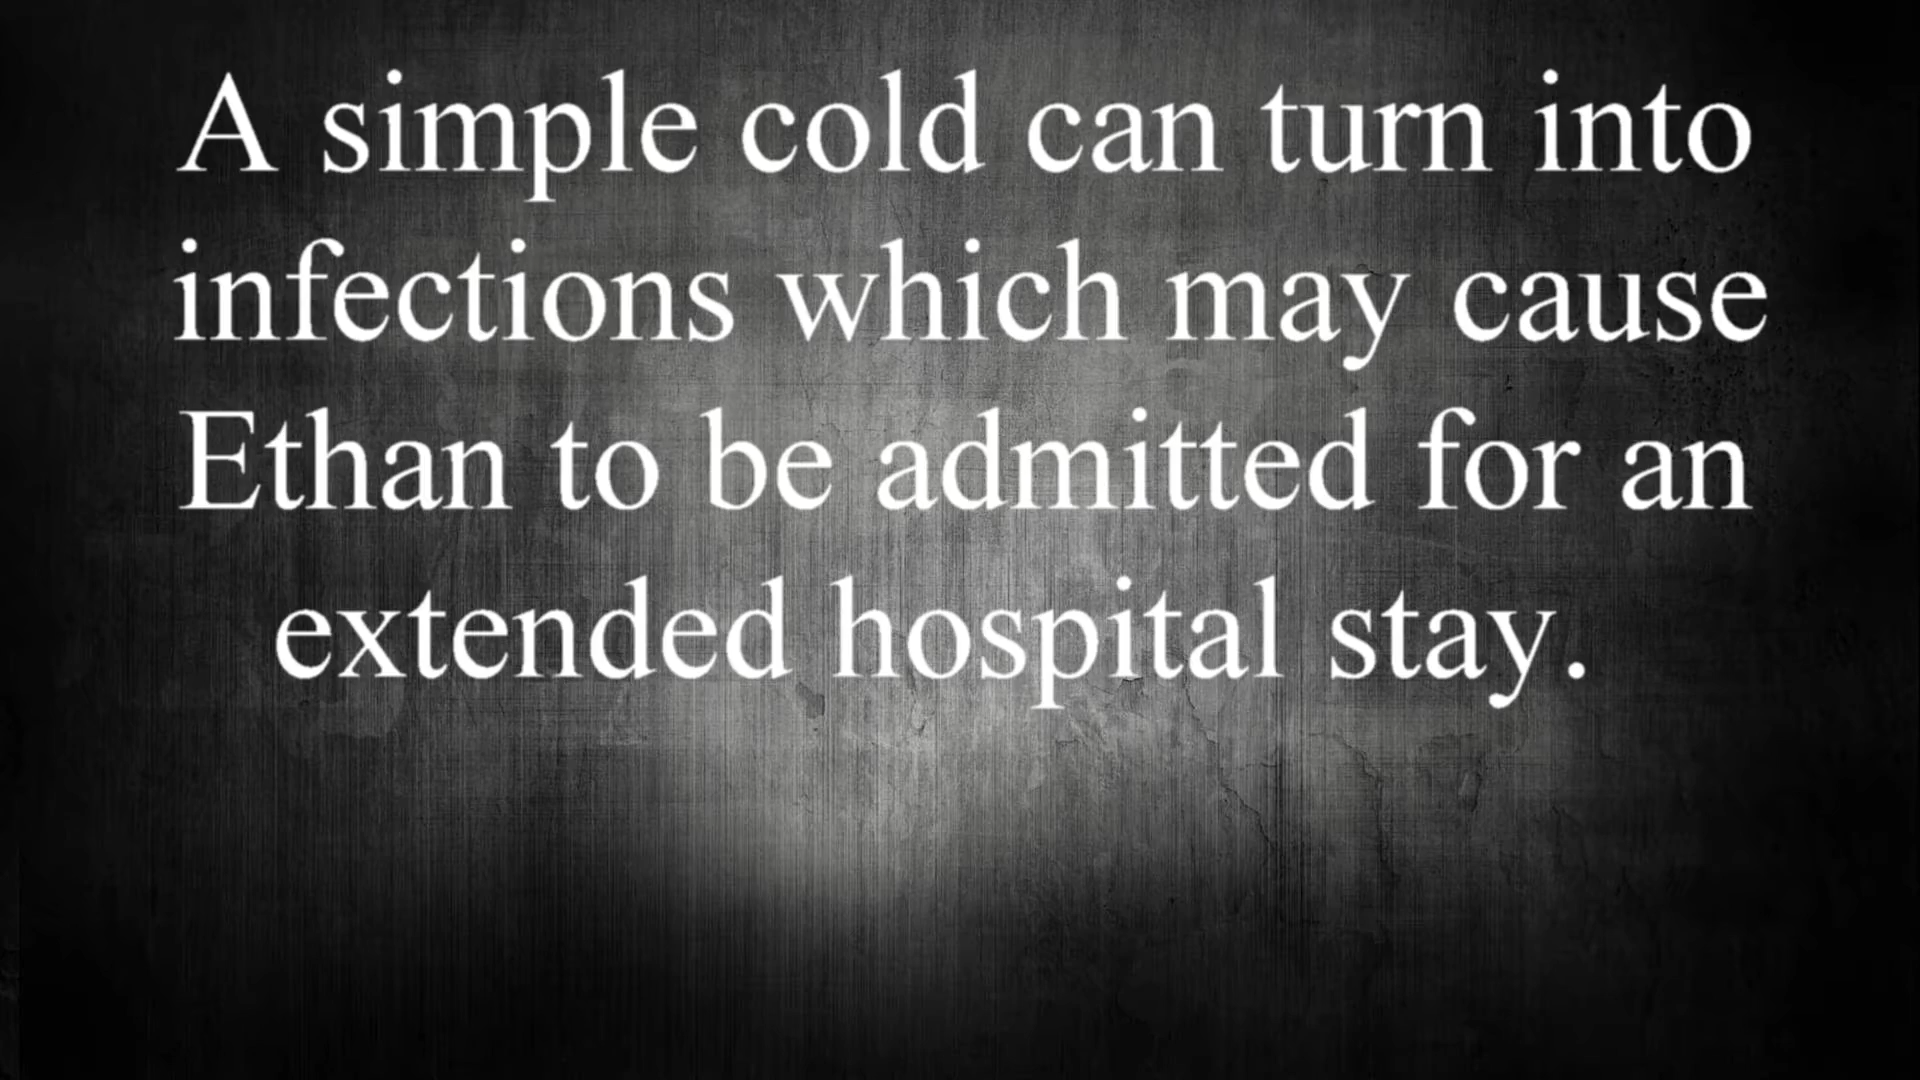 A simple cold can turn into
infections which may cause
Ethan to be admitted for an
extended hospital stay.